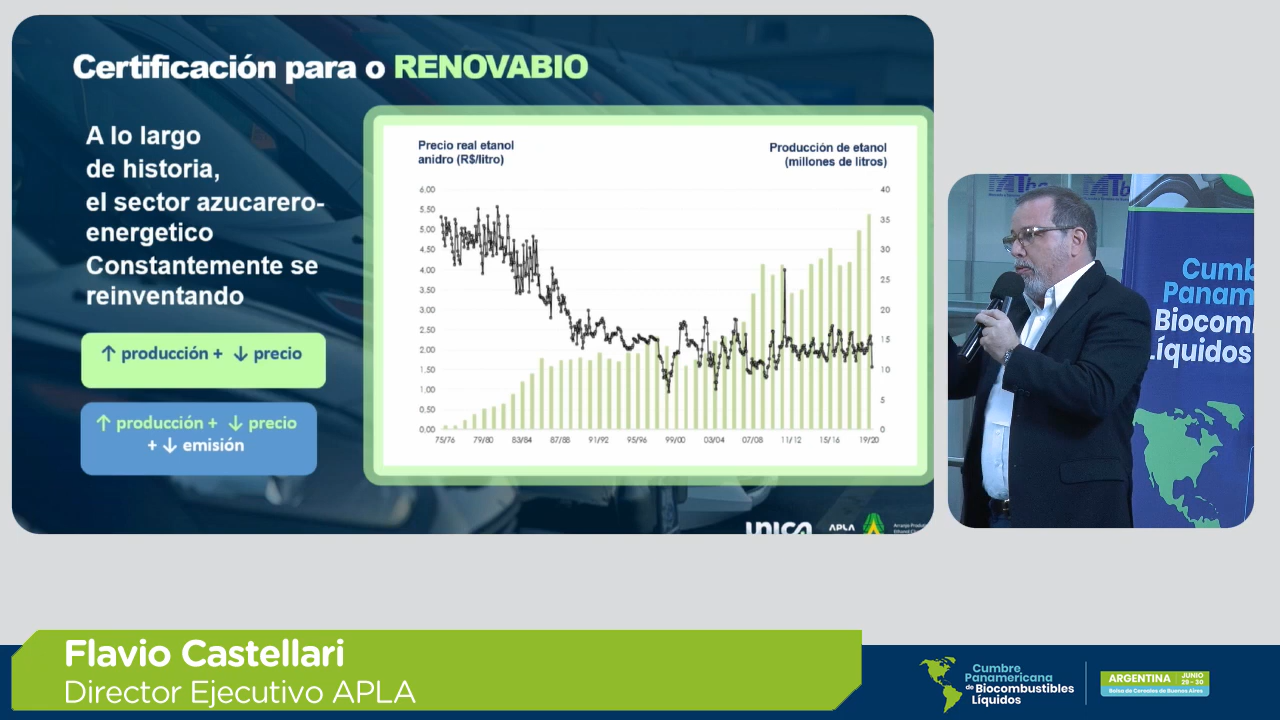 Certificación para o RENOVABIO
A lo largo
de historia,
el sector azucarero-
energetico
Constantemente se
reinventando
↑ producción + ↓ precio
↑ producción + ↓ precio
+ ↓ emisión
Precio real etanol
anidro (R$/litro)
Producción de etanol
(millones de litros)
6.00
5.50
5.00
4.50
4.00
3.50
3.00
2.50
2.00
1.50
1.00
0.50
0.00
40
35
30
25
20
15
10
5
0
75/76 79/80 83/84 87/88 91/92 95/96 99/00 03/04 07/08 11/12 15/16 19/20
unica
APLA
Cumb
Panam
Biocom
Líquidos
Flavio Castellari
Director Ejecutivo APLA
Cumbre
Panamericana
de Biocombustibles
Líquidos
ARGENTINA
JUNIO
29 - 30
Bolsa de Cereales de Buenos Aires